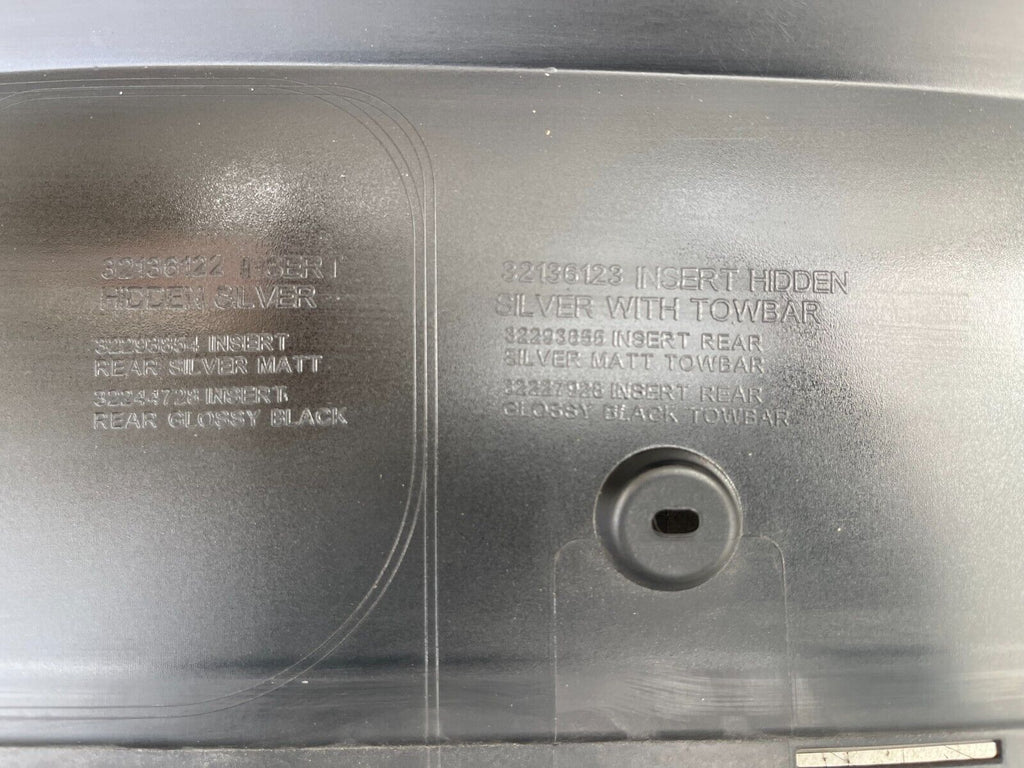 32136122 INSERT
HIDDEN SILVER
32293854 INSERT
REAR SILVER MATT
INSERT
REAR GLOSSY BLACK
32136123 INSERT HIDDEN
SILVER WITH TOWBAR
INSERT REAR
SILVER MATT TOWBAR
INSERT REAR
GLOSSY BLACK TOWBAR